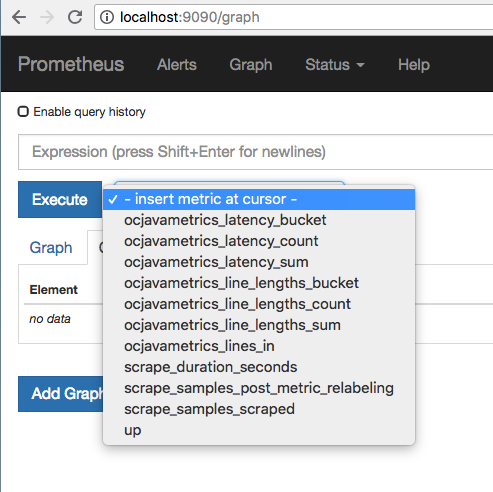 localhost:9090/graph
Prometheus Alerts Graph Status Help
Enable query history
Expression (press Shift+Enter for newlines)
Execute
✓ - insert metric at cursor -
ocjavametrics_latency_bucket
ocjavametrics_latency_count
Graph
ocjavametrics_latency_sum
ocjavametrics_line_lengths_bucket
Element
ocjavametrics_line_lengths_count
no data
ocjavametrics_line_lengths_sum
ocjavametrics_lines_in
scrape_duration_seconds
scrape_samples_post_metric_relabeling
Add Graph
scrape_samples_scraped
up